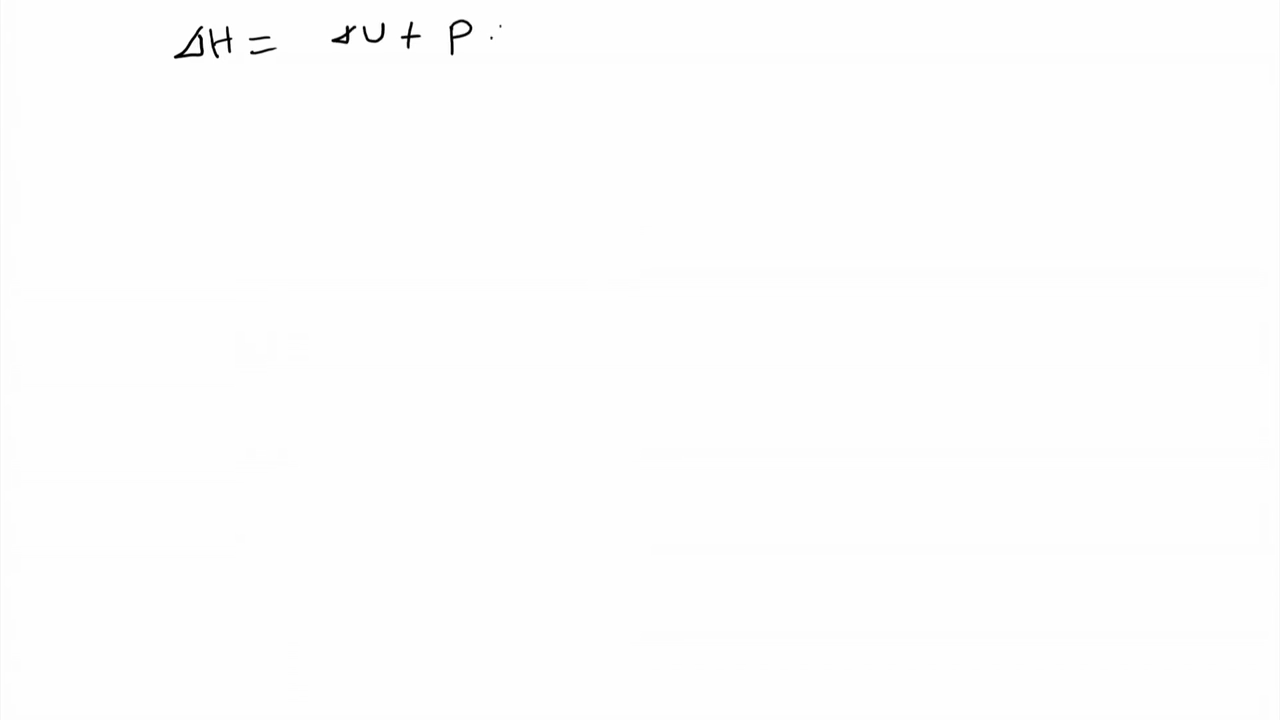 ΔH = ΔU + P